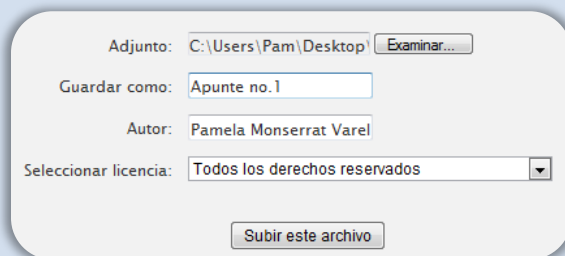 Adjunto: C:\Users\Pam\Desktop\ Examinar...
Guardar como: Apunte no.1
Autor: Pamela Monserrat Varel
Seleccionar licencia: Todos los derechos reservados
Subir este archivo